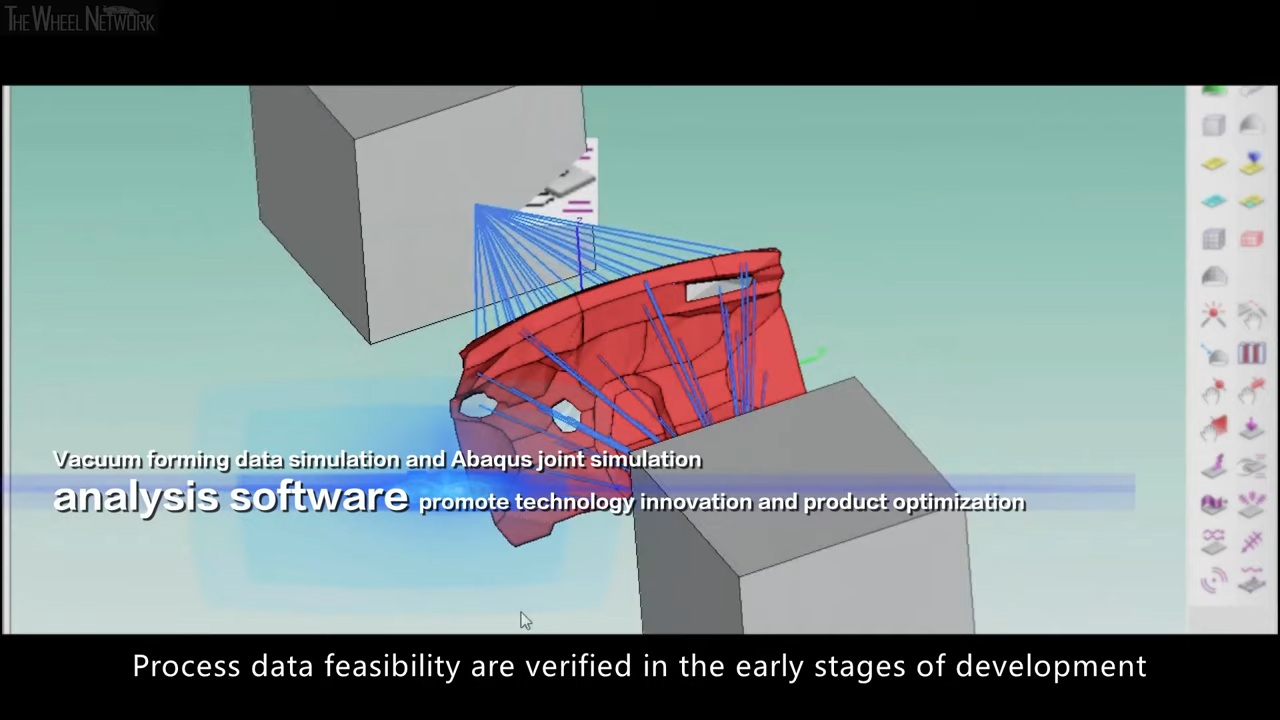 THE WHEEL NETWORK
Vacuum forming data simulation and Abaqus joint simulation
analysis software promote technology innovation and product optimization
Process data feasibility are verified in the early stages of development